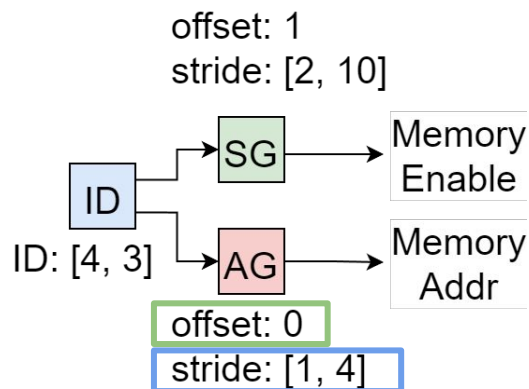 offset: 1
stride: [2, 10]
SG
Memory
Enable
ID
ID: [4, 3]
AG
Memory
Addr
offset: 0
stride: [1, 4]